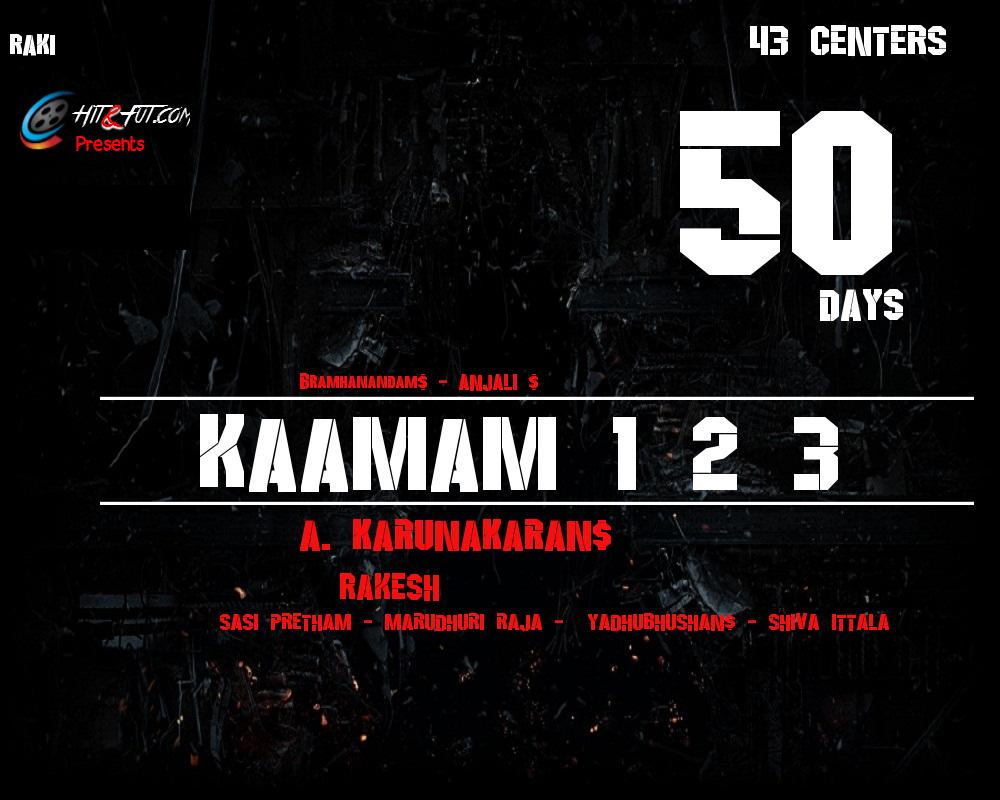 RAKI
43 CENTERS
HIT&FUT.COM
Presents
50
DAYS
BRAMHANANDAM$ - ANJALI $
KAAMAM 1 2 3
A. KARUNAKARAN$
RAKESH
SASI PRETHAM - MARUDHURI RAJA - YADHUBHUSHAN$ - SHIVA ITTALA